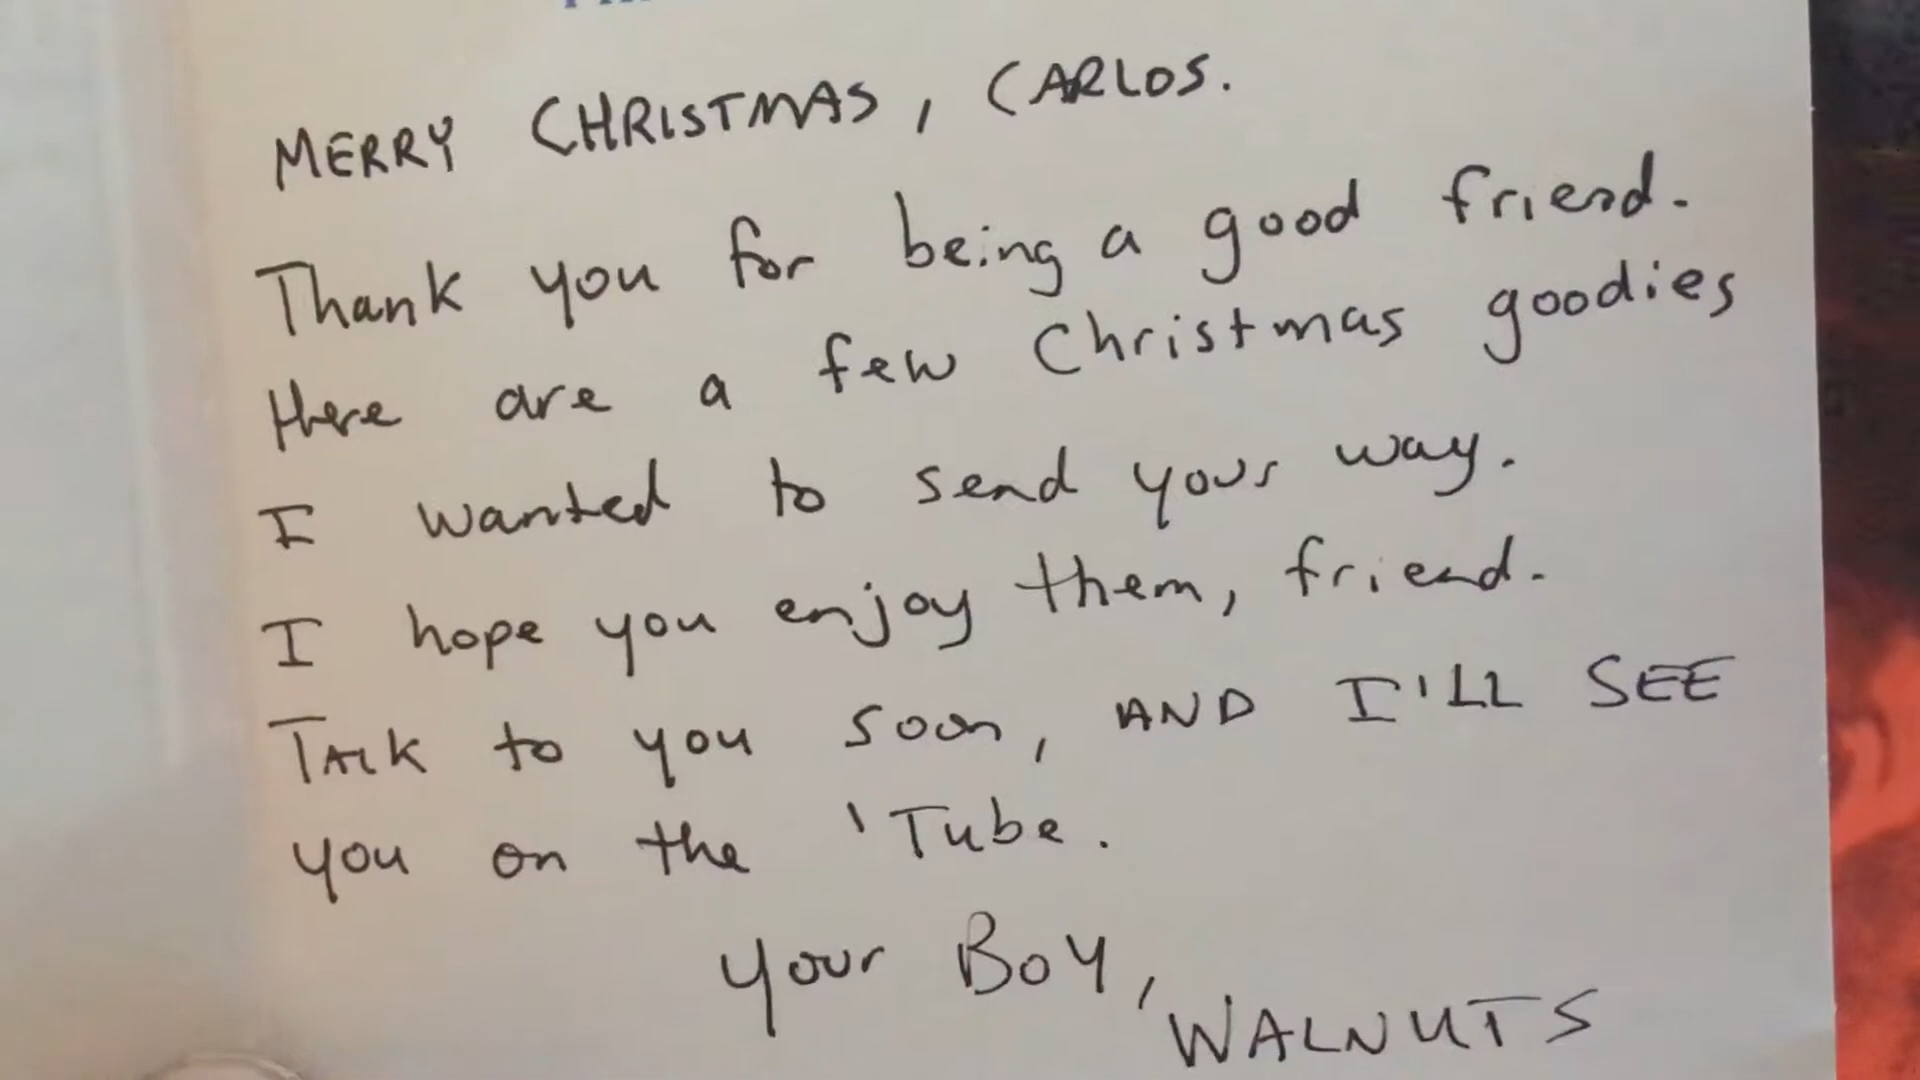 MERRY CHRISTMAS, CARLOS.
Thank you for being a good friend.
Here are a few Christmas goodies
I wanted to send your way.
I hope you enjoy them, friend.
TALK to you soon, AND I'LL SEE
you on the 'Tube.
Your Boy,
WALNUTS